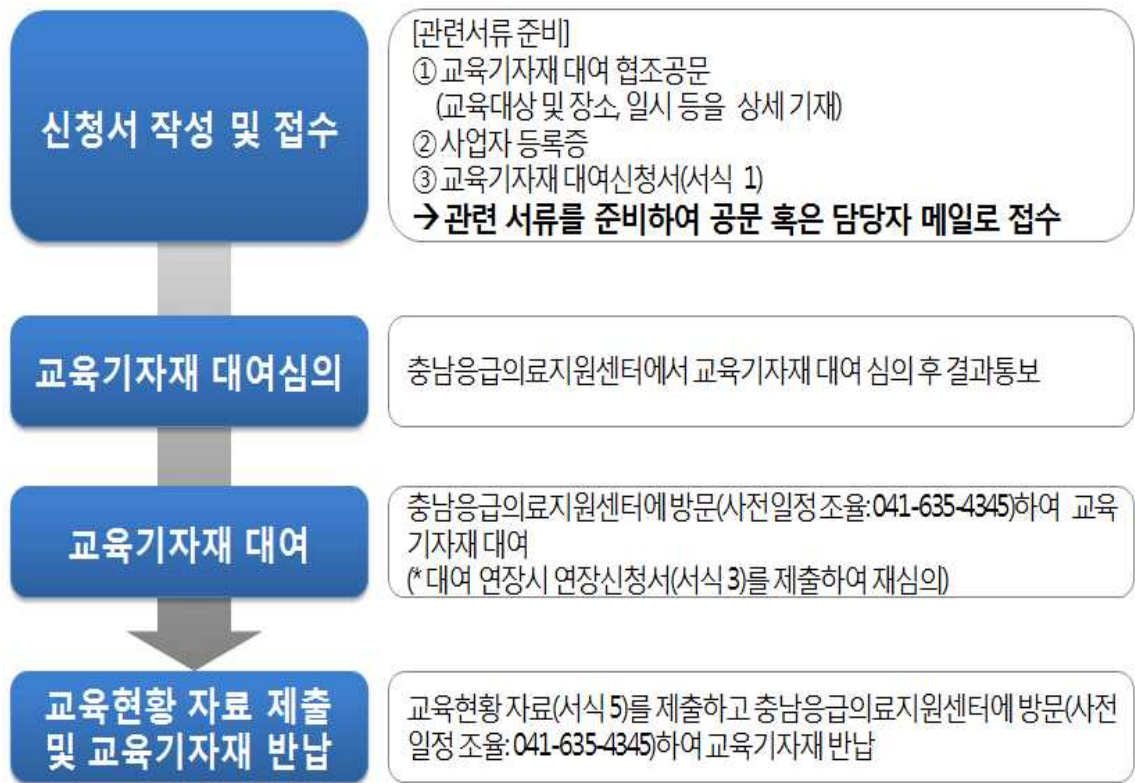 신청서 작성 및 접수
[관련서류 준비]
① 교육기자재 대여 협조공문
(교육대상 및 장소, 일시 등을 상세 기재)
② 사업자 등록증
③ 교육기자재 대여신청서(서식 1)
→ 관련 서류를 준비하여 공문 혹은 담당자 메일로 접수
교육기자재 대여심의
충남응급의료지원센터에서 교육기자재 대여 심의 후 결과통보
교육기자재 대여
충남응급의료지원센터에 방문(사전일정 조율: 041-635-4345)하여 교육
기자재 대여
(* 대여 연장시 연장신청서(서식 3)를 제출하여 재심의)
교육현황 자료 제출
및 교육기자재 반납
교육현황 자료(서식 5)를 제출하고 충남응급의료지원센터에 방문(사전
일정 조율: 041-635-4345)하여 교육기자재 반납